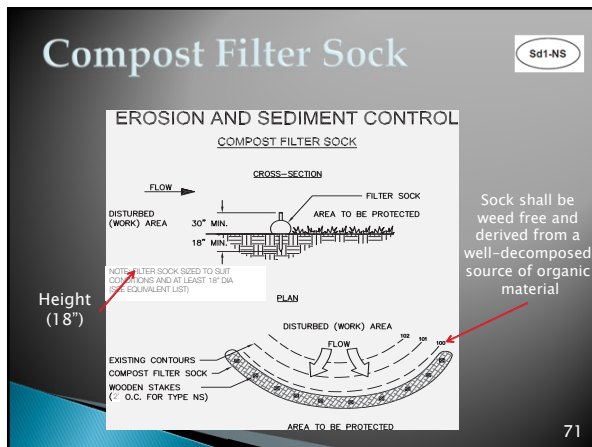 Compost Filter Sock
Sd1-NS
EROSION AND SEDIMENT CONTROL
COMPOST FILTER SOCK
CROSS-SECTION
FLOW
FILTER SOCK
DISTURBED
(WORK) AREA
30" MIN.
AREA TO BE PROTECTED
18" MIN.
NOTE: FILTER SOCK SIZED TO SUIT
CONDITIONS AND AT LEAST 18" DIA
(SEE EQUIVALENT LIST)
Height
(18")
Sock shall be
weed free and
derived from a
well-decomposed
source of organic
material
PLAN
DISTURBED (WORK) AREA
FLOW
102
101
100
EXISTING CONTOURS
COMPOST FILTER SOCK
WOODEN STAKES
(2' O.C. FOR TYPE NS)
AREA TO BE PROTECTED
71